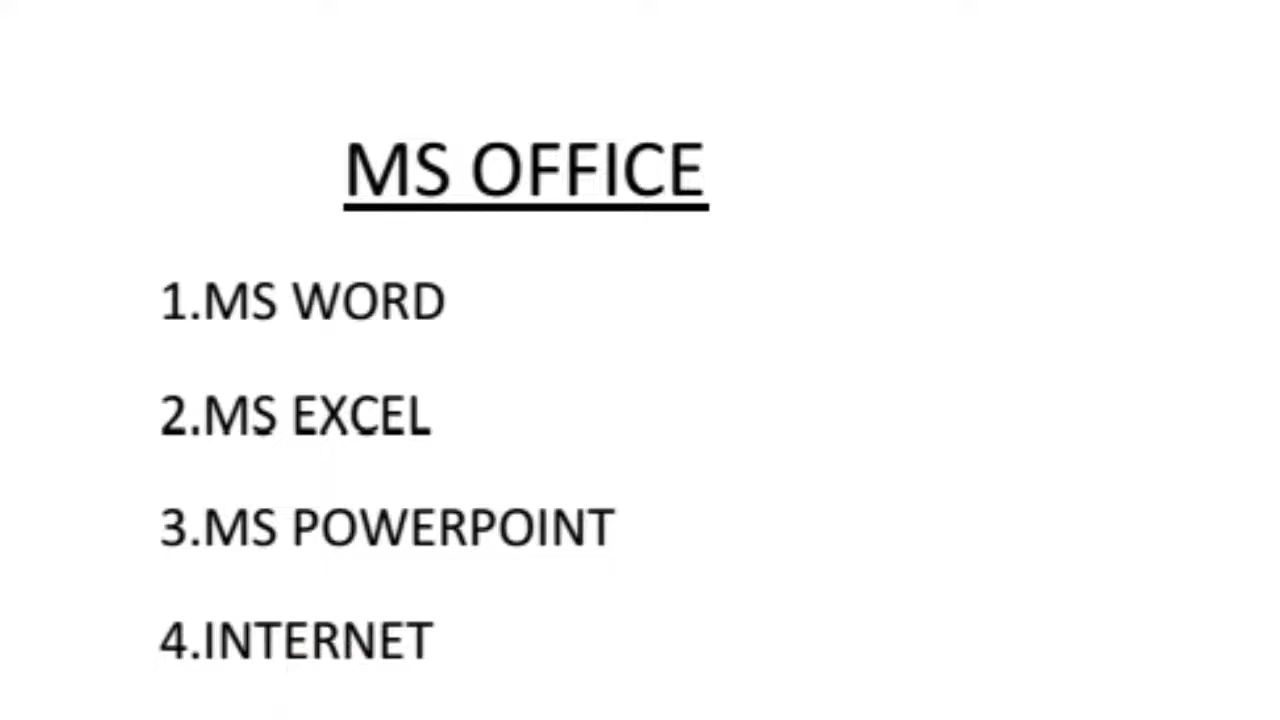 MS OFFICE
1.MS WORD
2.MS EXCEL
3.MS POWERPOINT
4.INTERNET